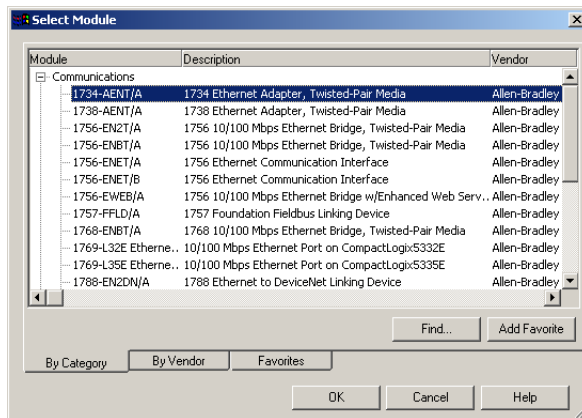 Select Module
Module Description Vendor
Communications
1734-AENT/A 1734 Ethernet Adapter, Twisted-Pair Media Allen-Bradley
1738-AENT/A 1738 Ethernet Adapter, Twisted-Pair Media Allen-Bradley
1756-EN2T/A 1756 10/100 Mbps Ethernet Bridge, Twisted-Pair Media Allen-Bradley
1756-ENBT/A 1756 10/100 Mbps Ethernet Bridge, Twisted-Pair Media Allen-Bradley
1756-ENET/A 1756 Ethernet Communication Interface Allen-Bradley
1756-ENET/B 1756 Ethernet Communication Interface Allen-Bradley
1756-EWEB/A 1756 10/100 Mbps Ethernet Bridge w/Enhanced Web Serv.. Allen-Bradley
1757-FFLD/A 1757 Foundation Fieldbus Linking Device Allen-Bradley
1768-ENBT/A 1768 10/100 Mbps Ethernet Bridge, Twisted-Pair Media Allen-Bradley
1769-L32E Etherne.. 10/100 Mbps Ethernet Port on CompactLogix5332E Allen-Bradley
1769-L35E Etherne.. 10/100 Mbps Ethernet Port on CompactLogix5335E Allen-Bradley
1788-EN2DN/A 1788 Ethernet to DeviceNet Linking Device Allen-Bradley
Find... Add Favorite
By Category By Vendor Favorites
OK Cancel Help